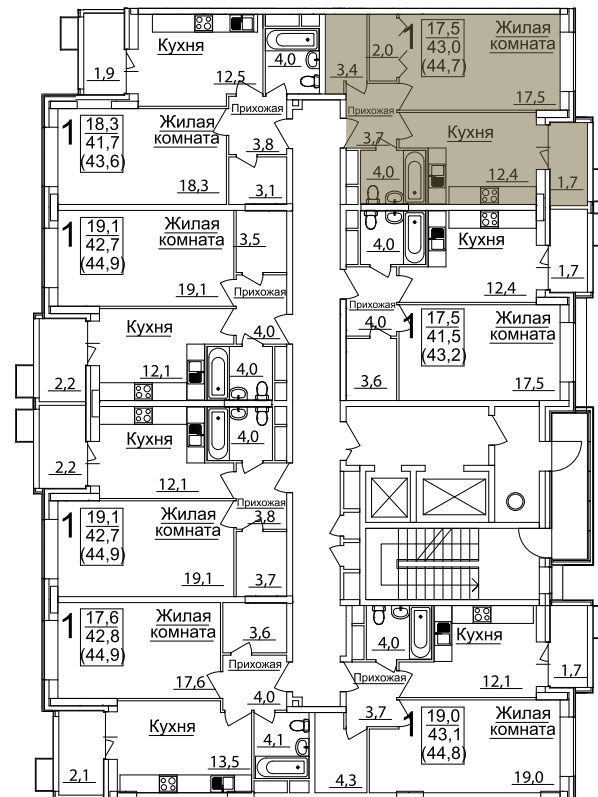 Кухня
1,9
12,5
4,0
3,4
2,0
1
17,5
43,0
(44,7)
Жилая
комната
17,5
Прихожая
Прихожая
1
18,3
41,7
(43,6)
Жилая
комната
18,3
3,8
3,1
3,7
4,0
Кухня
12,4
1,7
1
19,1
42,7
(44,9)
Жилая
комната
19,1
3,5
Прихожая
4,0
4,0
Кухня
12,4
1,7
Прихожая
4,0
3,6
1
17,5
41,5
(43,2)
Жилая
комната
17,5
Кухня
12,1
2,2
4,0
Кухня
12,1
2,2
4,0
Прихожая
3,8
3,7
1
19,1
42,7
(44,9)
Жилая
комната
19,1
1
17,6
42,8
(44,9)
Жилая
комната
17,6
3,6
Прихожая
4,0
4,0
Кухня
12,1
1,7
Прихожая
3,7
1
19,0
43,1
(44,8)
Жилая
комната
19,0
Кухня
13,5
2,1
4,1
4,3